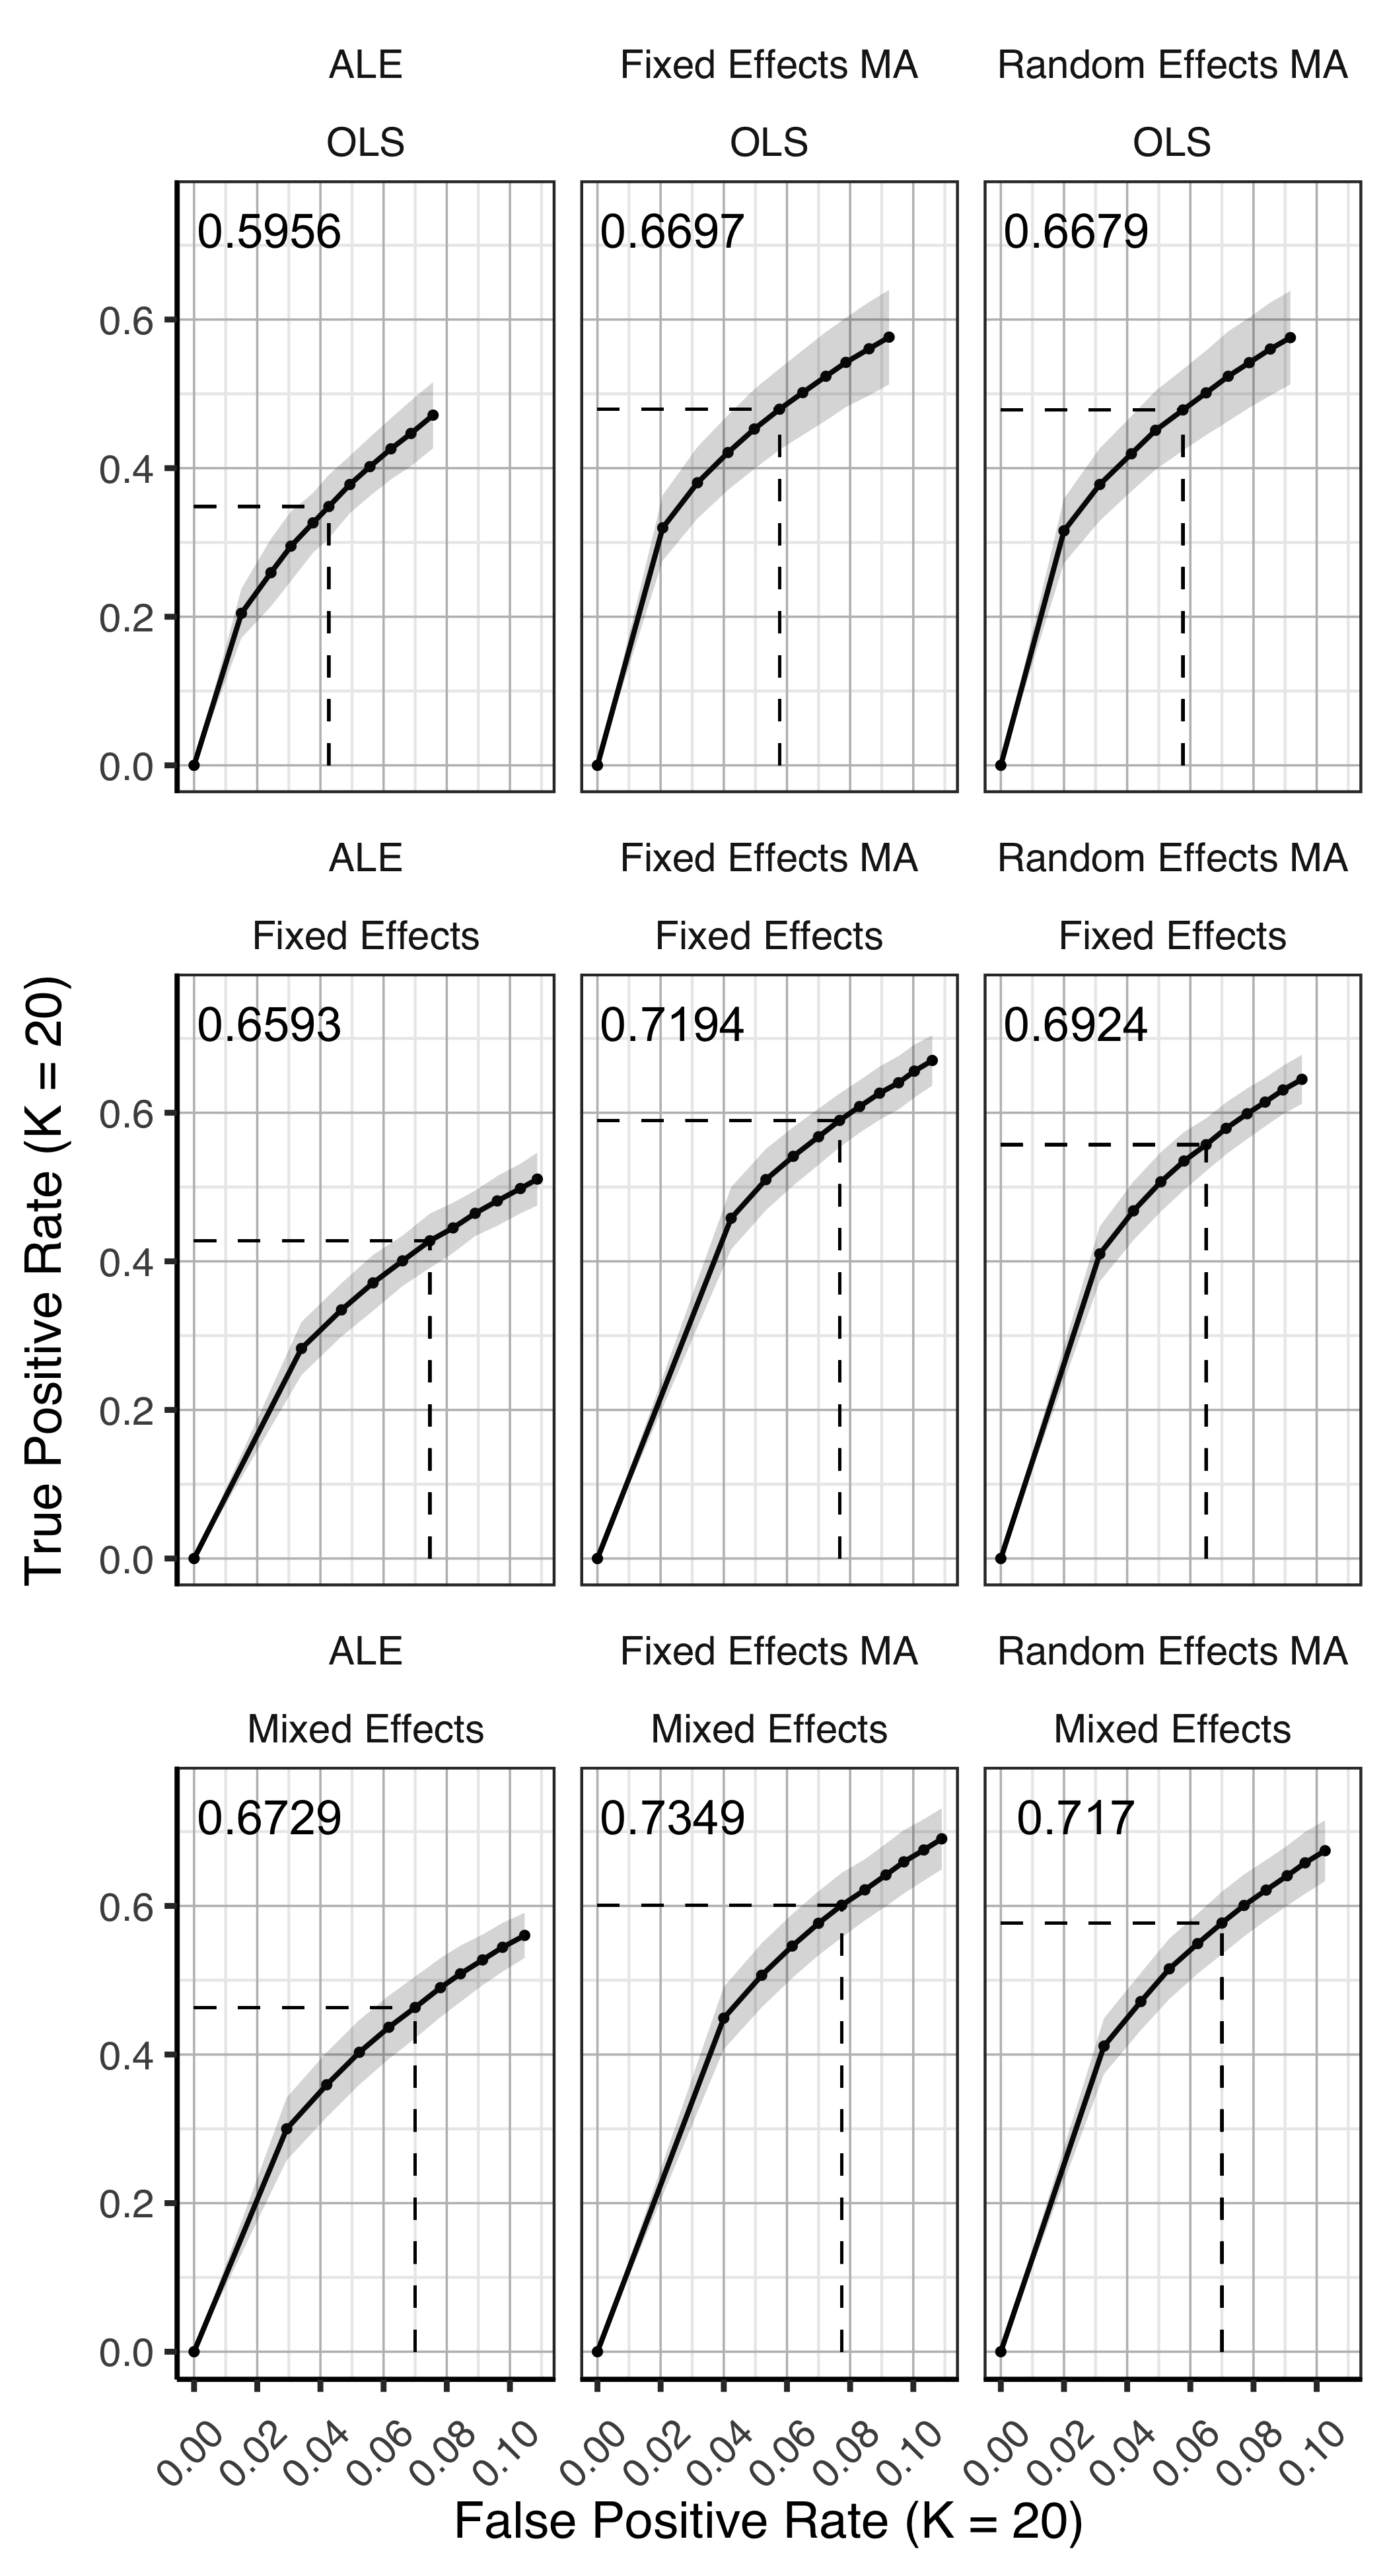 ALE Fixed Effects MA Random Effects MA
OLS OLS OLS
0.5956 0.6697 0.6679
0.6
0.4
0.2
0.0
ALE Fixed Effects MA Random Effects MA
Fixed Effects Fixed Effects Fixed Effects
0.6593 0.7194 0.6924
0.6
0.4
0.2
0.0
True Positive Rate (K = 20)
ALE Fixed Effects MA Random Effects MA
Mixed Effects Mixed Effects Mixed Effects
0.6729 0.7349 0.717
0.6
0.4
0.2
0.0
0.00 0.02 0.04 0.06 0.08 0.10 0.00 0.02 0.04 0.06 0.08 0.10 0.00 0.02 0.04 0.06 0.08 0.10
False Positive Rate (K = 20)